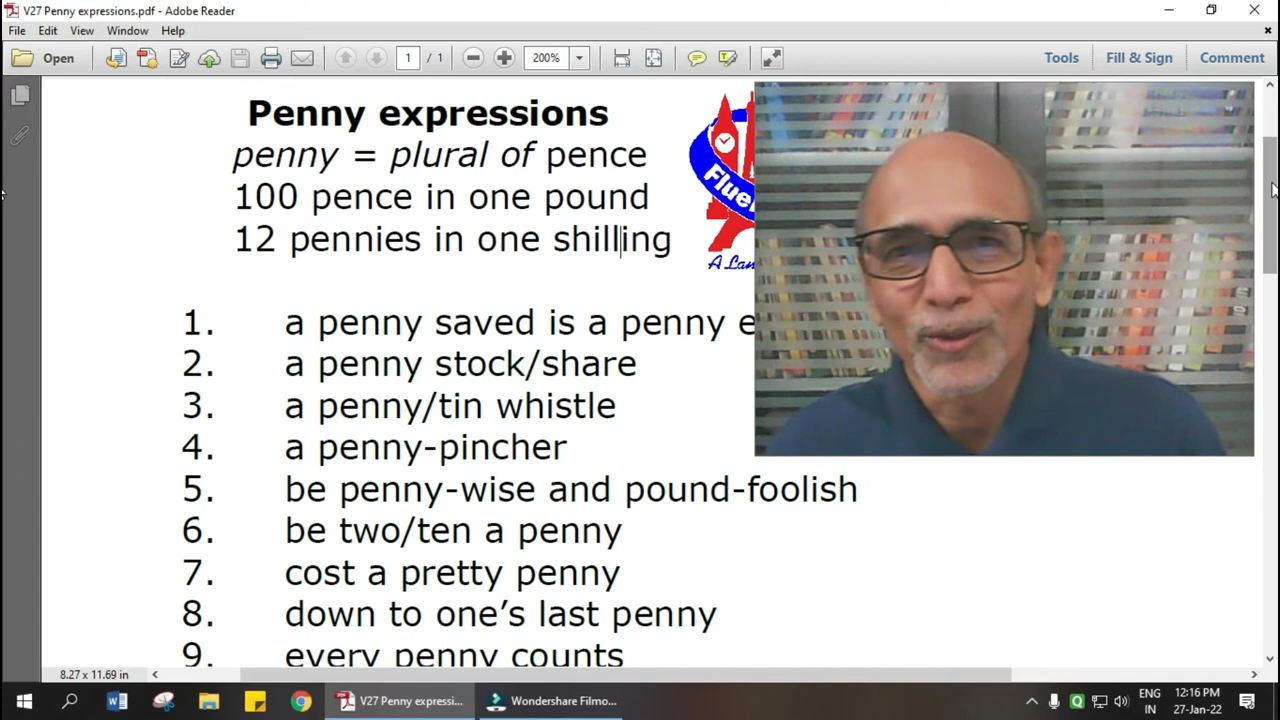 V27 Penny expressions.pdf - Adobe Reader
File Edit View Window Help
Open 1 / 1 200% Tools Fill & Sign Comment
Penny expressions
penny = plural of pence
100 pence in one pound
12 pennies in one shilling
1. a penny saved is a penny e
2. a penny stock/share
3. a penny/tin whistle
4. a penny-pincher
5. be penny-wise and pound-foolish
6. be two/ten a penny
7. cost a pretty penny
8. down to one’s last penny
9. every penny counts
Flue
A Lan
8.27 x 11.69 in
V27 Penny expressi... Wondershare Filmo... ENG 12:16 PM
IN 27-Jan-22